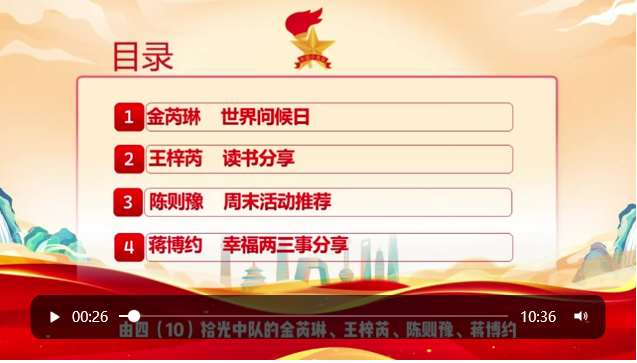 目录
1 金芮琳 世界问候日
2 王梓芮 读书分享
3 陈则豫 周末活动推荐
4 蒋博约 幸福两三事分享
00:26 10:36
由四（10）拾光中队的金芮琳、王梓芮、陈则豫、蒋博约